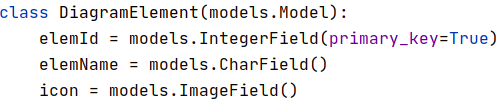 class DiagramElement(models.Model):
    elemId = models.IntegerField(primary_key=True)
    elemName = models.CharField()
    icon = models.ImageField()